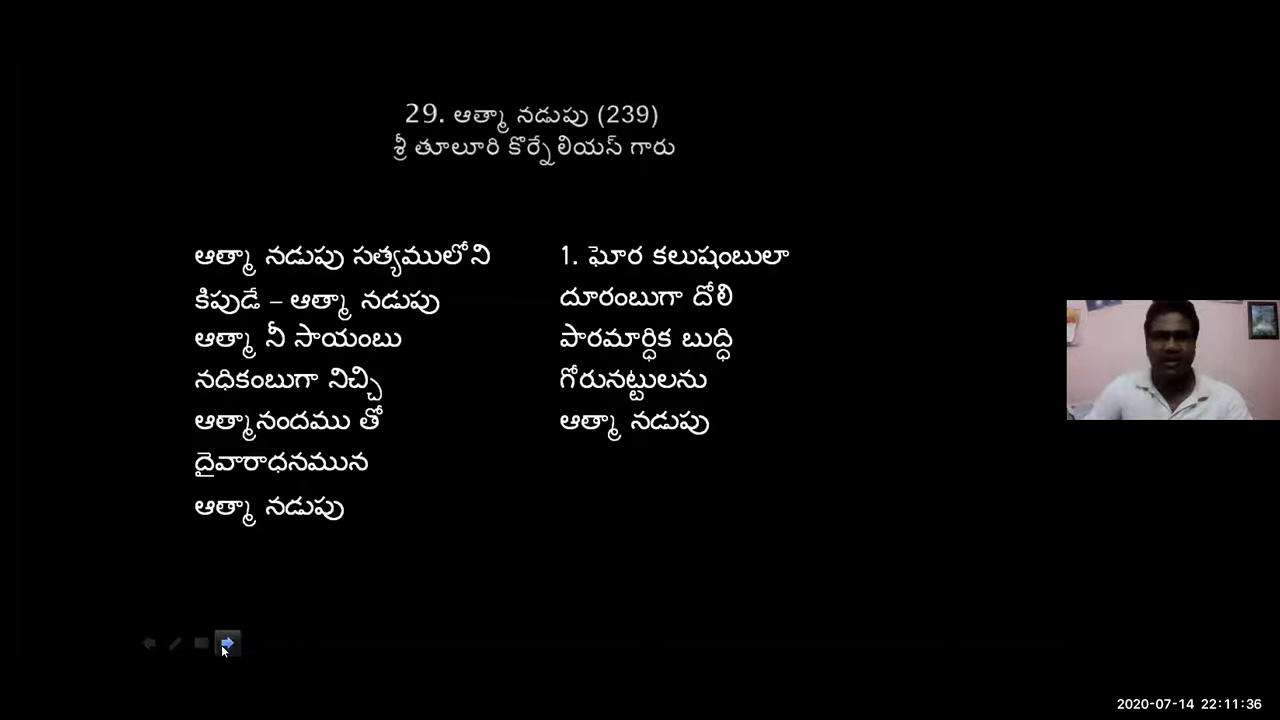 29. ఆత్మా నడుపు (239)
శ్రీ తూలూరి కొర్నేలియస్ గారు
ఆత్మా నడుపు సత్యములోని
కిపుడే – ఆత్మా నడుపు
ఆత్మా నీ సాయంబు
నధికంబుగా నిచ్చి
ఆత్మానందము తో
దైవారాధనమున
ఆత్మా నడుపు
1. ఘోర కలుషంబులా
దూరంబుగా దోలి
పారమార్ధిక బుద్ధి
గోరునట్టులను
ఆత్మా నడుపు
2020-07-14 22:11:36